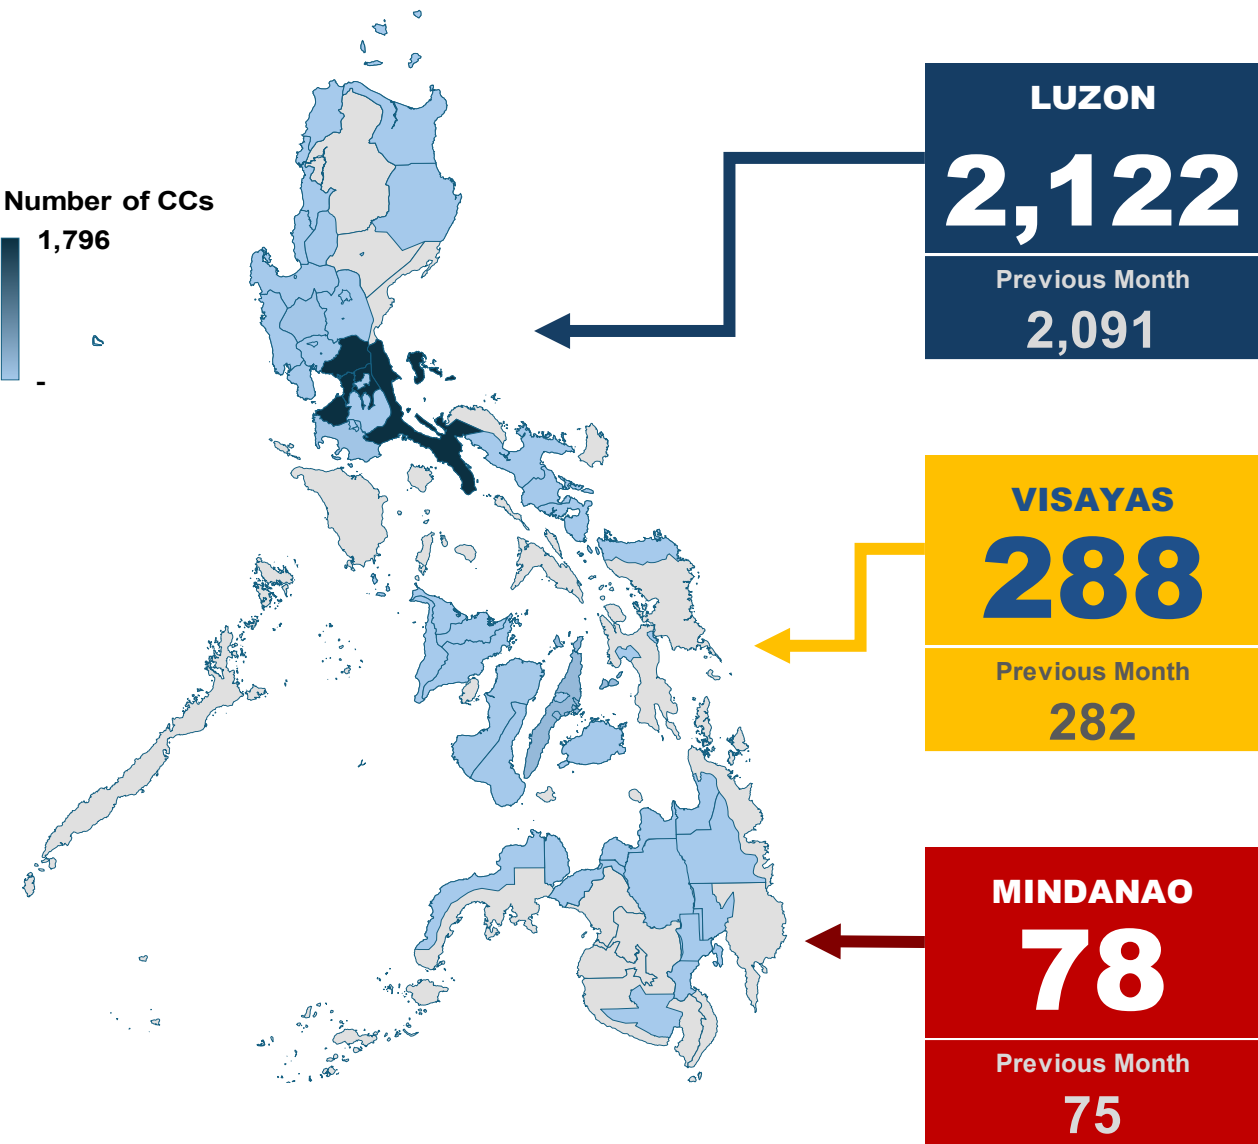 Number of CCs
1,796
-
LUZON
2,122
Previous Month
2,091
VISAYAS
288
Previous Month
282
MINDANAO
78
Previous Month
75